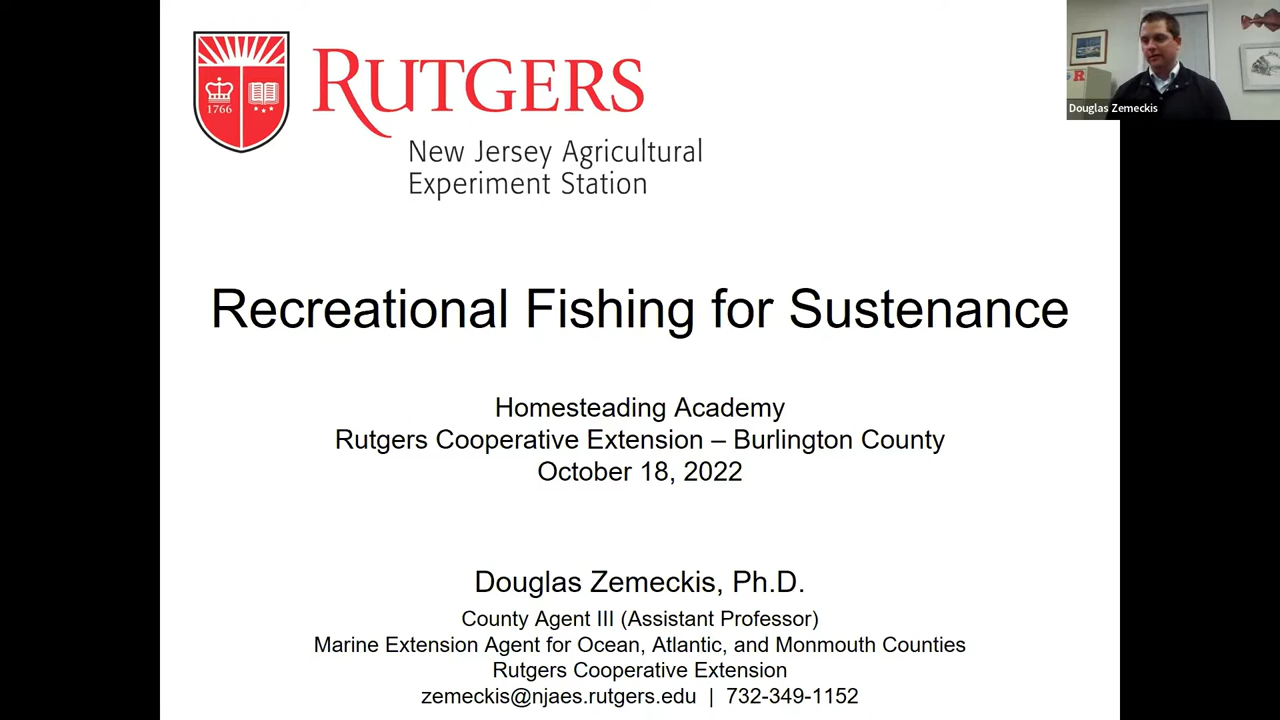 RUTGERS
1766
New Jersey Agricultural
Experiment Station
R
Douglas Zemeckis
Recreational Fishing for Sustenance
Homesteading Academy
Rutgers Cooperative Extension – Burlington County
October 18, 2022
Douglas Zemeckis, Ph.D.
County Agent III (Assistant Professor)
Marine Extension Agent for Ocean, Atlantic, and Monmouth Counties
Rutgers Cooperative Extension
zemeckis@njaes.rutgers.edu | 732-349-1152